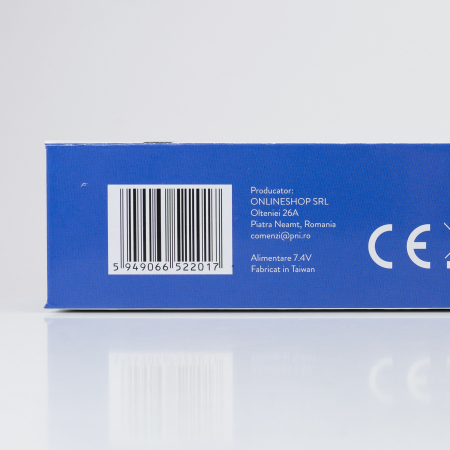 5 949066 522017
Producator:
ONLINESHOP SRL
Olteniei 26A
Piatra Neamt, Romania
comenzi@pni.ro
Alimentare 7.4V
Fabricat in Taiwan
CE